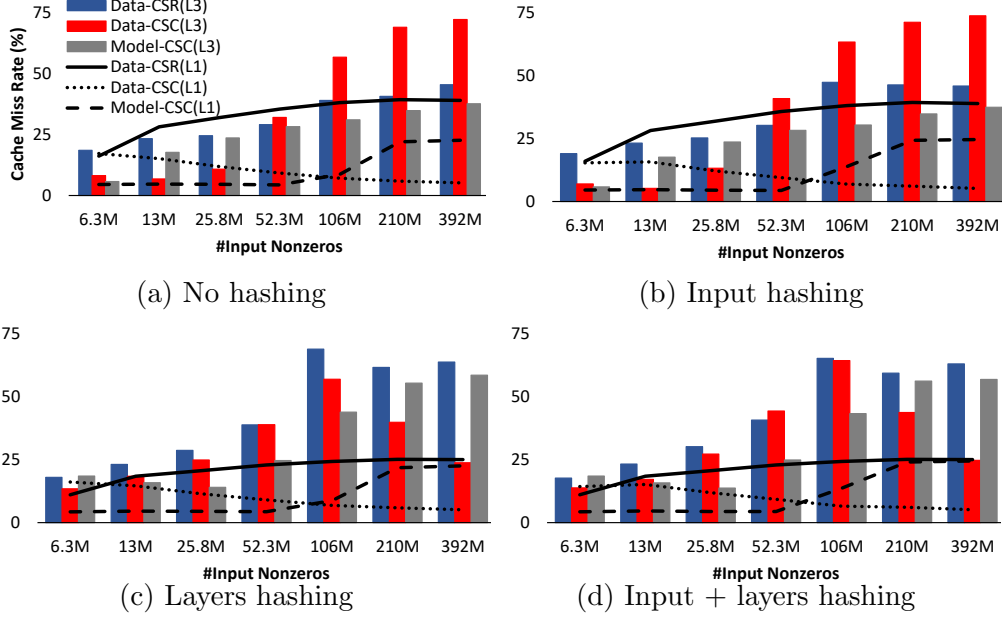 75
50
25
0
Cache Miss Rate (%)
Data-CSR(L3)
Data-CSC(L3)
Model-CSC(L3)
Data-CSR(L1)
Data-CSC(L1)
Model-CSC(L1)
6.3M 13M 25.8M 52.3M 106M 210M 392M
#Input Nonzeros
(a) No hashing
75
50
25
0
6.3M 13M 25.8M 52.3M 106M 210M 392M
#Input Nonzeros
(b) Input hashing
75
50
25
0
6.3M 13M 25.8M 52.3M 106M 210M 392M
#Input Nonzeros
(c) Layers hashing
75
50
25
0
6.3M 13M 25.8M 52.3M 106M 210M 392M
#Input Nonzeros
(d) Input + layers hashing